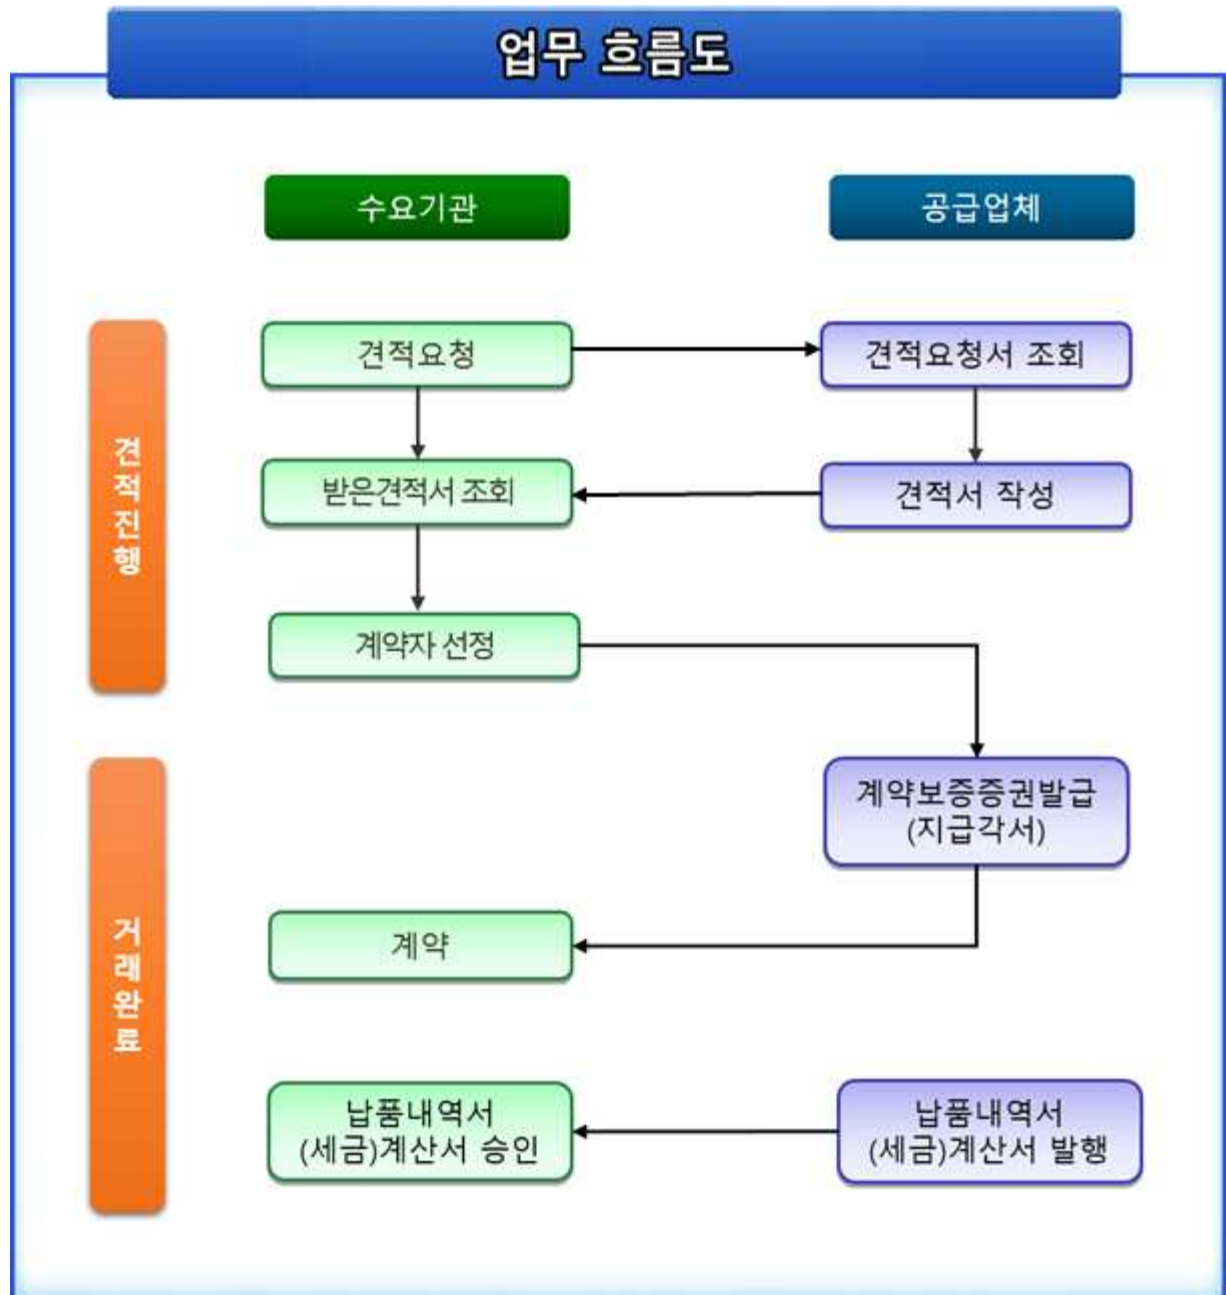 업무 흐름도
수요기관
공급업체
견적진행
견적요청
견적요청서 조회
받은견적서 조회
견적서 작성
계약자 선정
거래완료
계약보증증권발급
(지급각서)
계약
납품내역서
(세금)계산서 승인
납품내역서
(세금)계산서 발행